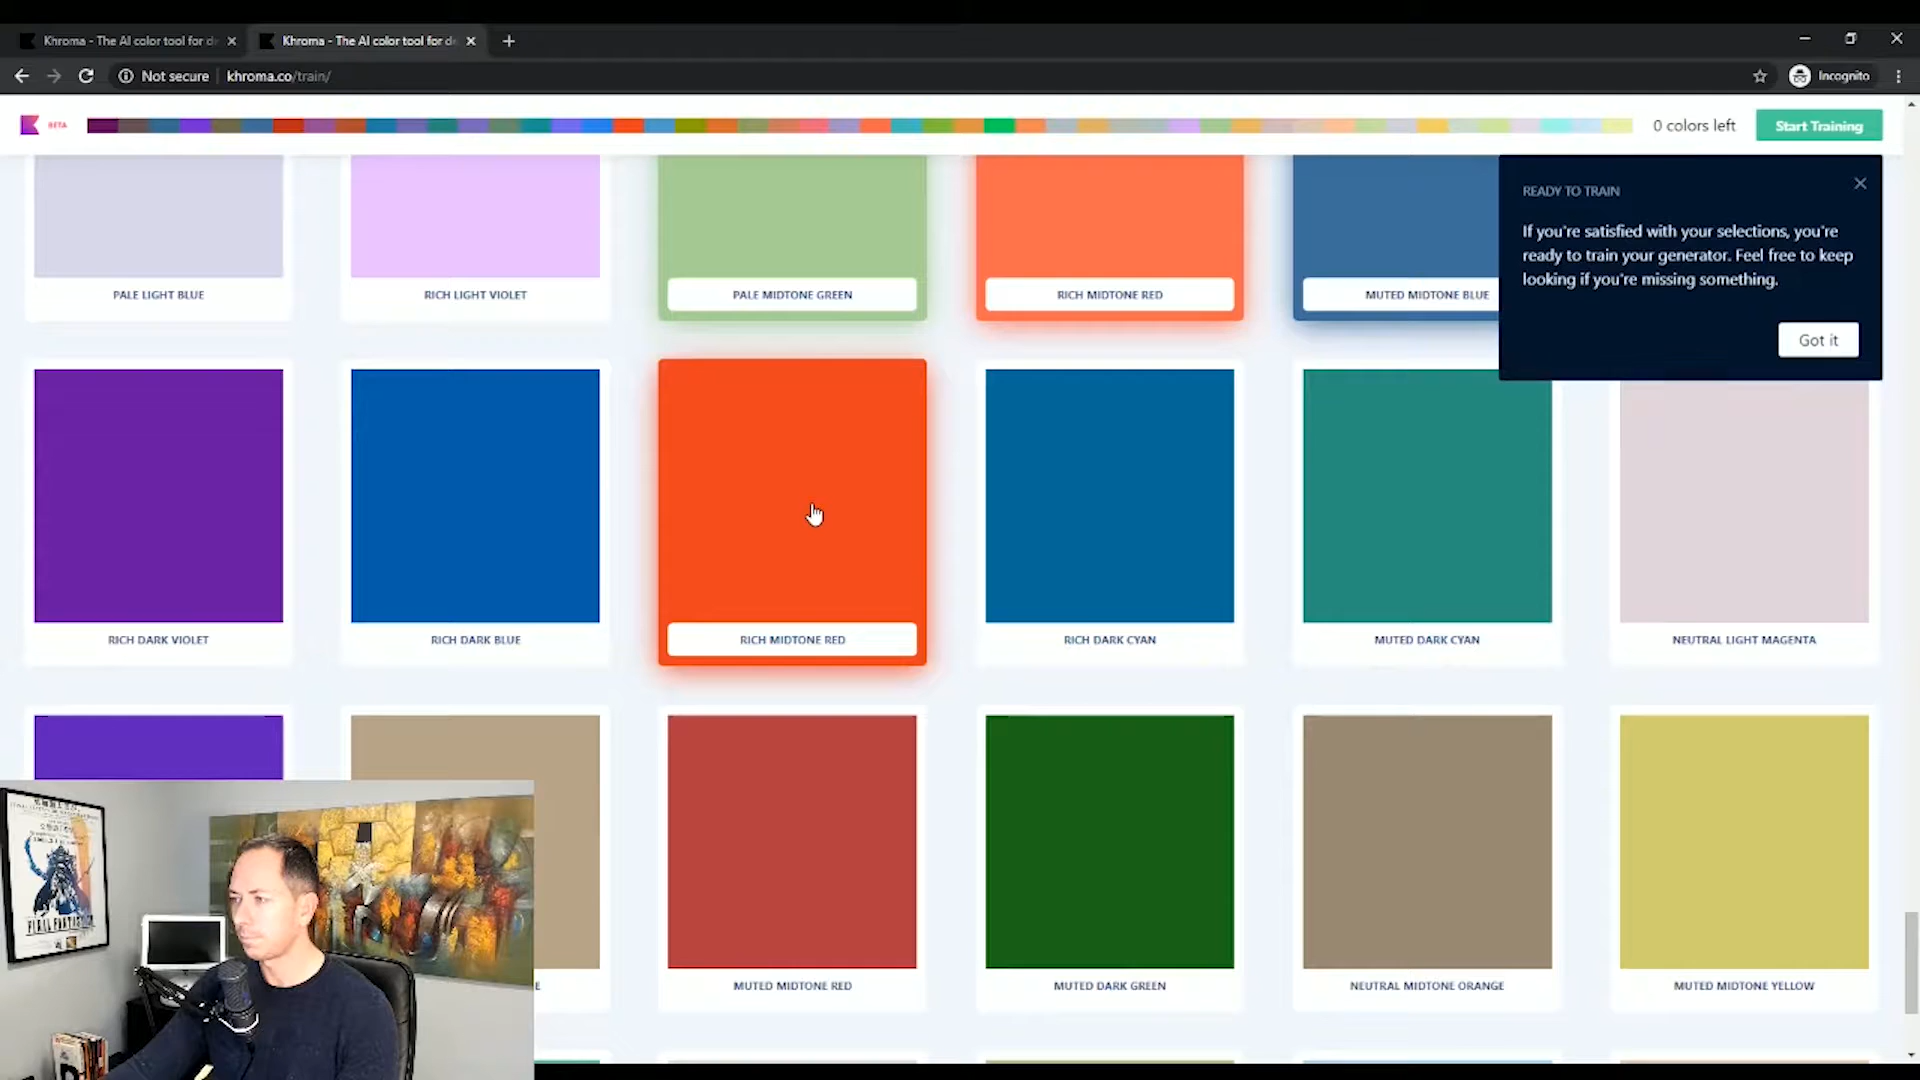 Khroma - The AI color tool for de
Khroma - The AI color tool for de
Not secure
khroma.co/train/
Incognito
BETA
0 colors left
Start Training
READY TO TRAIN
If you're satisfied with your selections, you're
ready to train your generator. Feel free to keep
looking if you're missing something.
Got it
PALE LIGHT BLUE
RICH LIGHT VIOLET
PALE MIDTONE GREEN
RICH MIDTONE RED
MUTED MIDTONE BLUE
RICH DARK VIOLET
RICH DARK BLUE
RICH MIDTONE RED
RICH DARK CYAN
MUTED DARK CYAN
NEUTRAL LIGHT MAGENTA
E
MUTED MIDTONE RED
MUTED DARK GREEN
NEUTRAL MIDTONE ORANGE
MUTED MIDTONE YELLOW
FINAL FANTASY